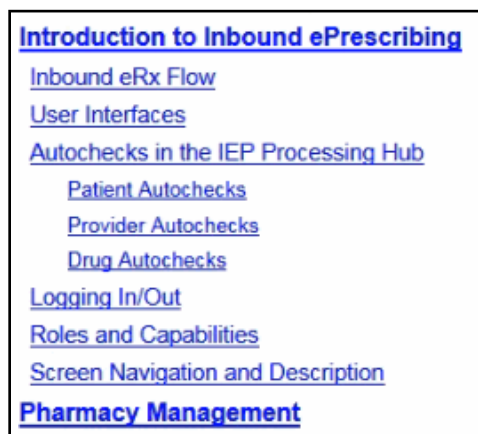 Introduction to Inbound ePrescribing
Inbound eRx Flow
User Interfaces
Autochecks in the IEP Processing Hub
Patient Autochecks
Provider Autochecks
Drug Autochecks
Logging In/Out
Roles and Capabilities
Screen Navigation and Description
Pharmacy Management